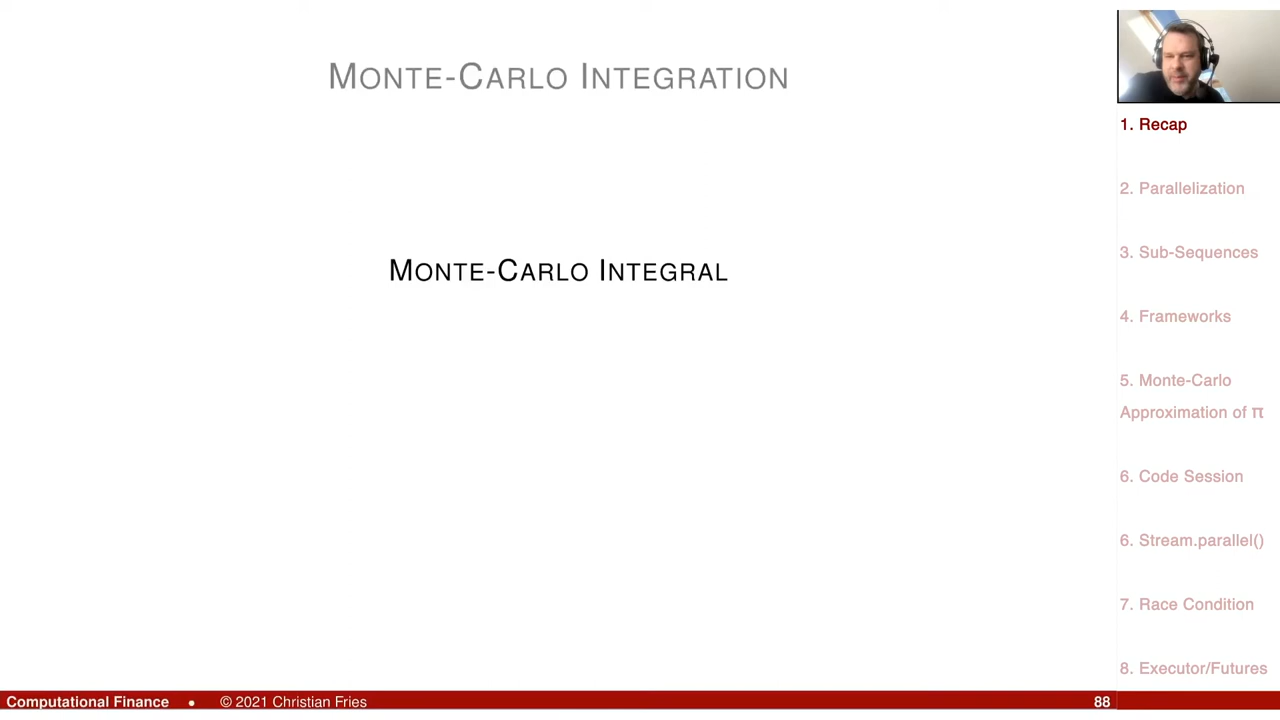 MONTE-CARLO INTEGRATION
MONTE-CARLO INTEGRAL
1. Recap
2. Parallelization
3. Sub-Sequences
4. Frameworks
5. Monte-Carlo
Approximation of π
6. Code Session
6. Stream.parallel()
7. Race Condition
8. Executor/Futures
Computational Finance • © 2021 Christian Fries 88